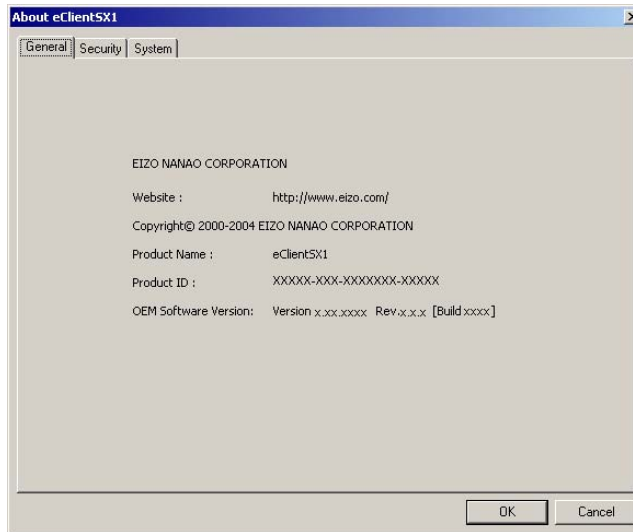 About eClientSX1
General Security System
EIZO NANAO CORPORATION
Website : http://www.eizo.com/
Copyright© 2000-2004 EIZO NANAO CORPORATION
Product Name : eClientSX1
Product ID : XXXXX-XXX-XXXXXXX-XXXXX
OEM Software Version: Version x.xx.xxxx Rev.x.x.x [Build xxxx]
OK Cancel